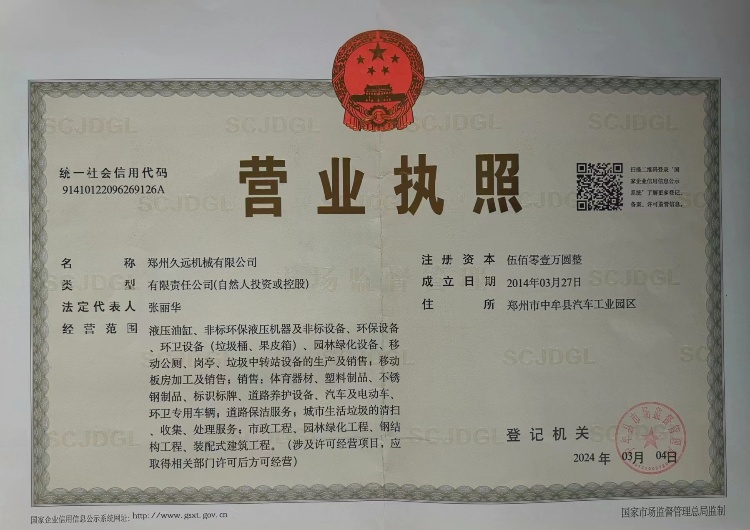 统一社会信用代码
91410122096269126A
营业执照
扫描二维码登录“国
家企业信用信息公示
系统”了解更多登记、
备案、许可监管信息。
名 称 郑州久远机械有限公司
类 型 有限责任公司(自然人投资或控股)
法定代表人 张丽华
经营范围 液压油缸、非标环保液压机器及非标设备、环保设备
、环卫设备（垃圾桶、果皮箱）、园林绿化设备、移
动公厕、岗亭、垃圾中转站设备的生产及销售；移动
板房加工及销售；销售：体育器材、塑料制品、不锈
钢制品、标识标牌、道路养护设备、汽车及电动车、
环卫专用车辆；道路保洁服务；城市生活垃圾的清扫
、收集、处理服务；市政工程、园林绿化工程、钢结
构工程、装配式建筑工程。（涉及许可经营项目，应
取得相关部门许可后方可经营）
注册资本 伍佰零壹万圆整
成立日期 2014年03月27日
住 所 郑州市中牟县汽车工业园区
登记机关
2024 年 03月 04日
国家企业信用信息公示系统网址：http://www.gsxt.gov.cn
国家市场监督管理总局监制
SCJDGL